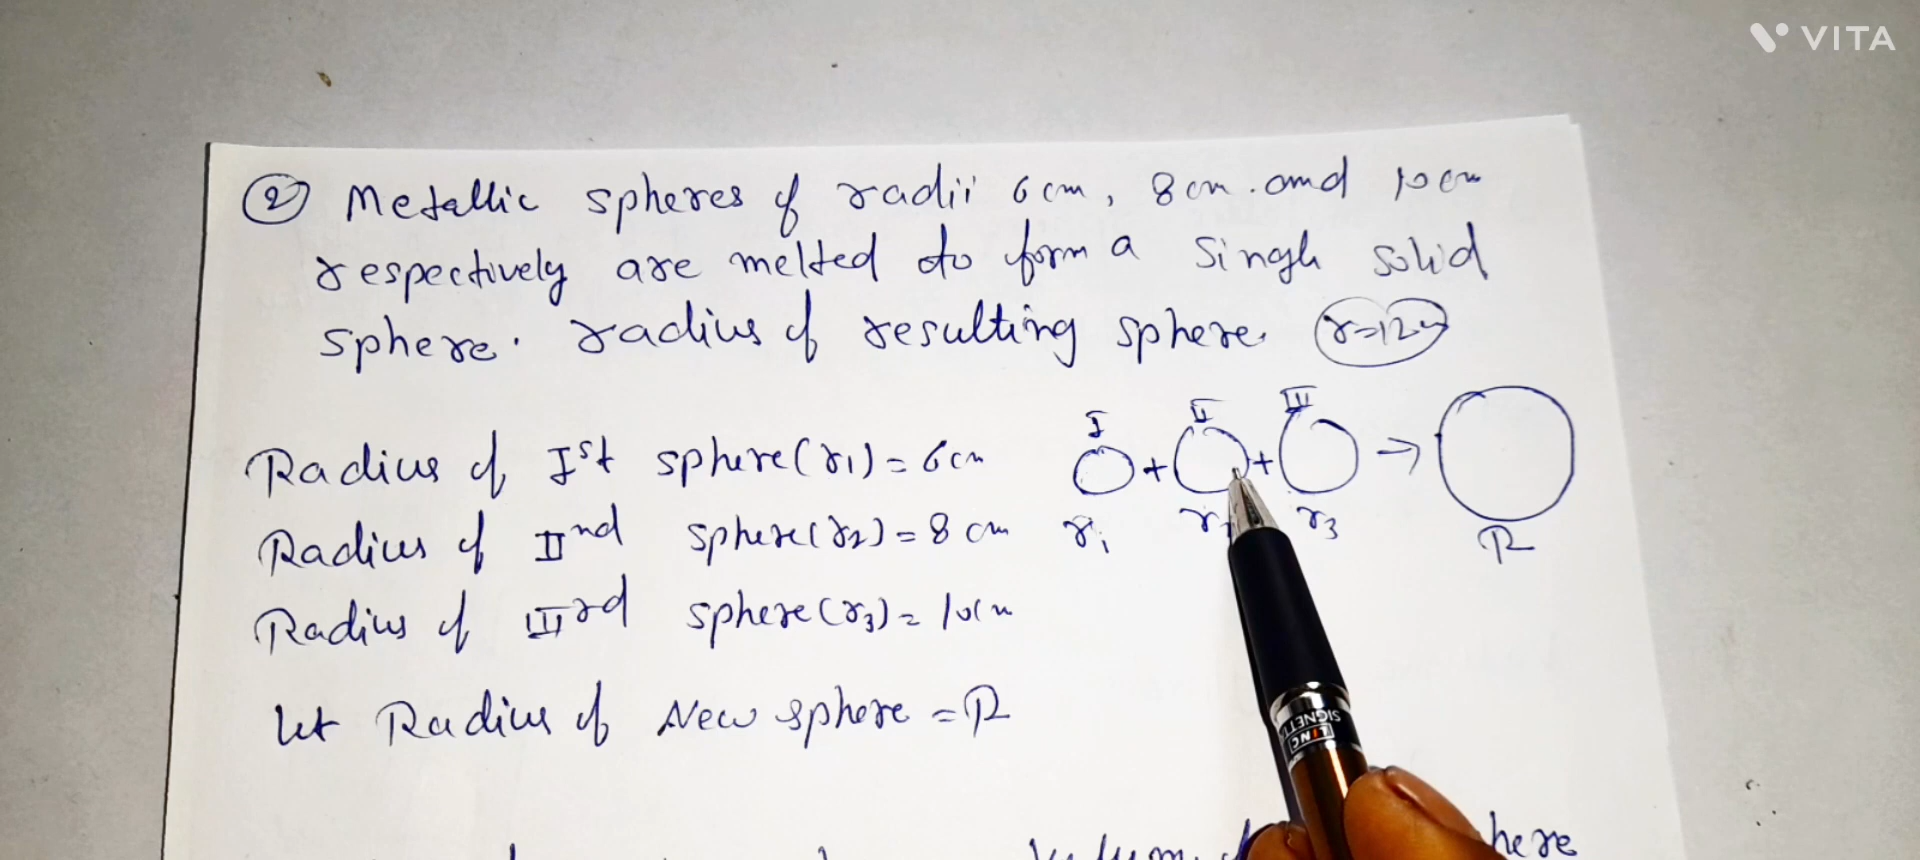 VITA
② Metallic spheres of radii 6 cm, 8 cm. and 10 cm
respectively are melted to form a single solid
sphere. radius of resulting sphere. r=12
Radius of Ist sphere (r1) = 6 cm
I + II + III →
r1 r3 R
Radius of IInd sphere (r2) = 8 cm
Radius of IIIrd sphere (r3) = 10 cm
let Radius of New sphere = R
SIGNETT
LINC
here